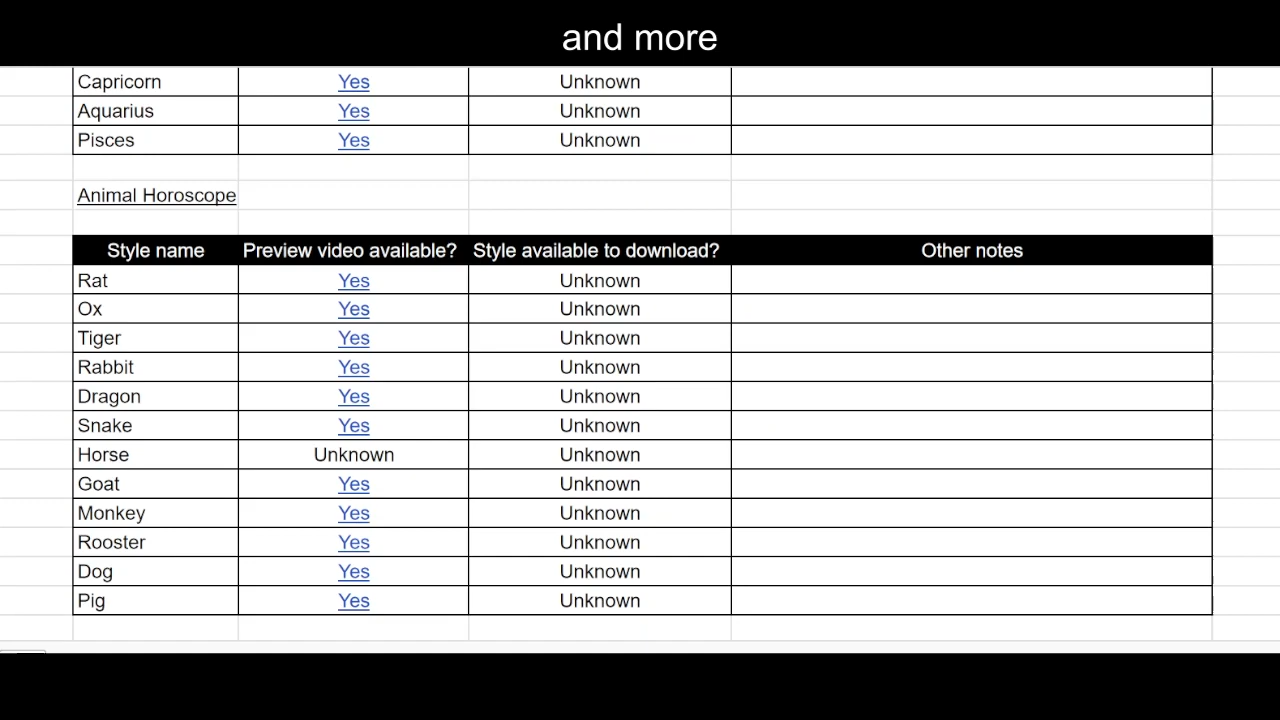 and more
Capricorn Yes Unknown
Aquarius Yes Unknown
Pisces Yes Unknown
Animal Horoscope
Style name Preview video available? Style available to download? Other notes
Rat Yes Unknown
Ox Yes Unknown
Tiger Yes Unknown
Rabbit Yes Unknown
Dragon Yes Unknown
Snake Yes Unknown
Horse Unknown Unknown
Goat Yes Unknown
Monkey Yes Unknown
Rooster Yes Unknown
Dog Yes Unknown
Pig Yes Unknown